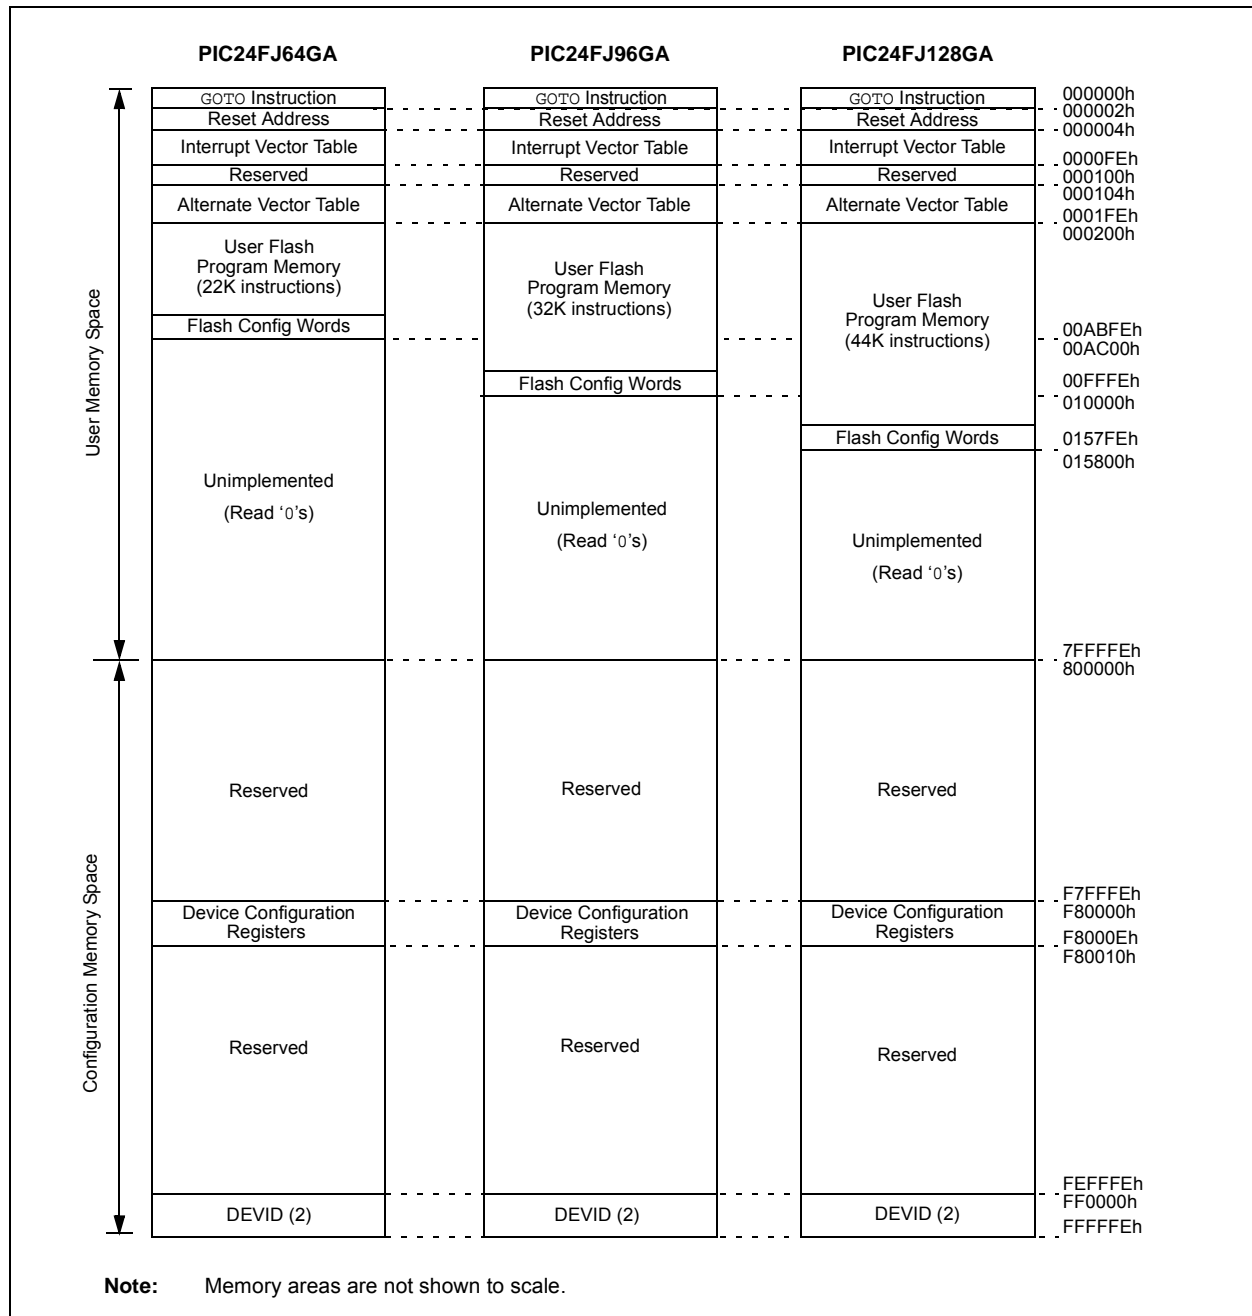 PIC24FJ64GA
PIC24FJ96GA
PIC24FJ128GA
User Memory Space
Configuration Memory Space
GOTO Instruction
Reset Address
Interrupt Vector Table
Reserved
Alternate Vector Table
User Flash
Program Memory
(22K instructions)
Flash Config Words
Unimplemented
(Read ‘0’s)
Reserved
Device Configuration
Registers
Reserved
DEVID (2)
GOTO Instruction
Reset Address
Interrupt Vector Table
Reserved
Alternate Vector Table
User Flash
Program Memory
(32K instructions)
Flash Config Words
Unimplemented
(Read ‘0’s)
Reserved
Device Configuration
Registers
Reserved
DEVID (2)
GOTO Instruction
Reset Address
Interrupt Vector Table
Reserved
Alternate Vector Table
User Flash
Program Memory
(44K instructions)
Flash Config Words
Unimplemented
(Read ‘0’s)
Reserved
Device Configuration
Registers
Reserved
DEVID (2)
000000h
000002h
000004h
0000FEh
000100h
000104h
0001FEh
000200h
00ABFEh
00AC00h
00FFFEh
010000h
0157FEh
015800h
7FFFFEh
800000h
F7FFFEh
F80000h
F8000Eh
F80010h
FEFFFEh
FF0000h
FFFFFEh
Note: Memory areas are not shown to scale.